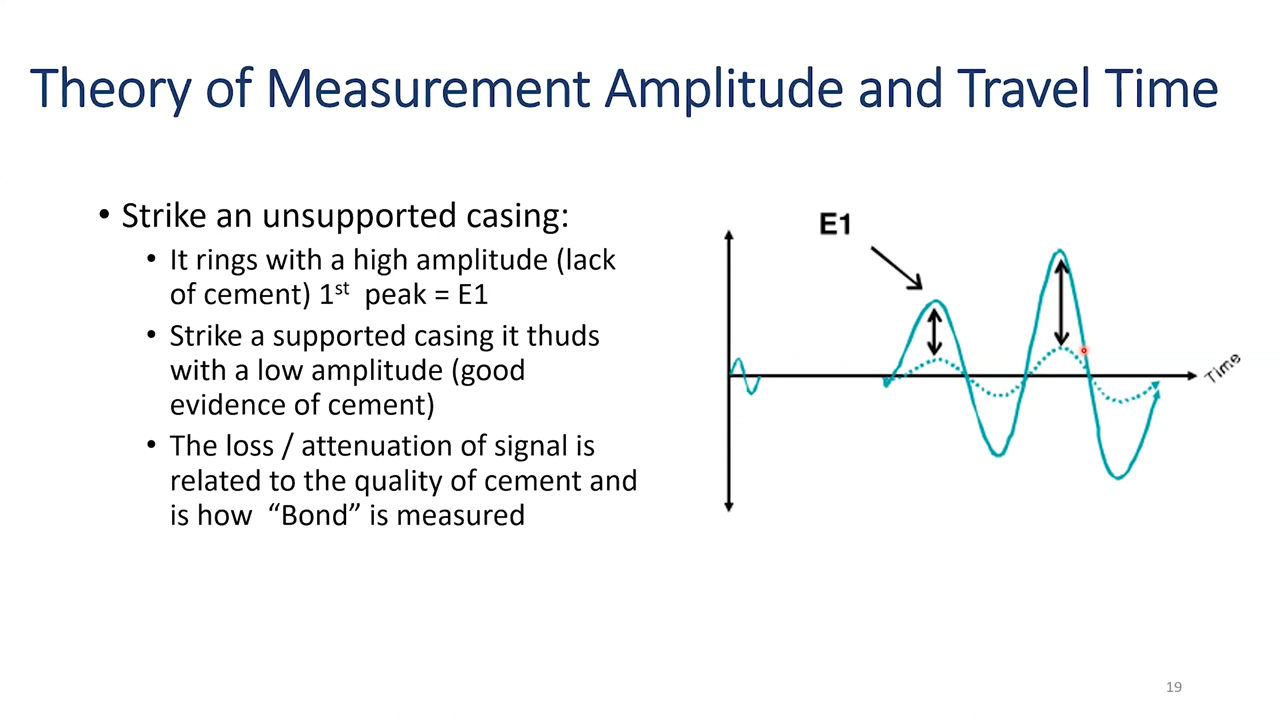 Theory of Measurement Amplitude and Travel Time
• Strike an unsupported casing:
• It rings with a high amplitude (lack
of cement) 1st peak = E1
• Strike a supported casing it thuds
with a low amplitude (good
evidence of cement)
• The loss / attenuation of signal is
related to the quality of cement and
is how “Bond” is measured
E1
Time
19